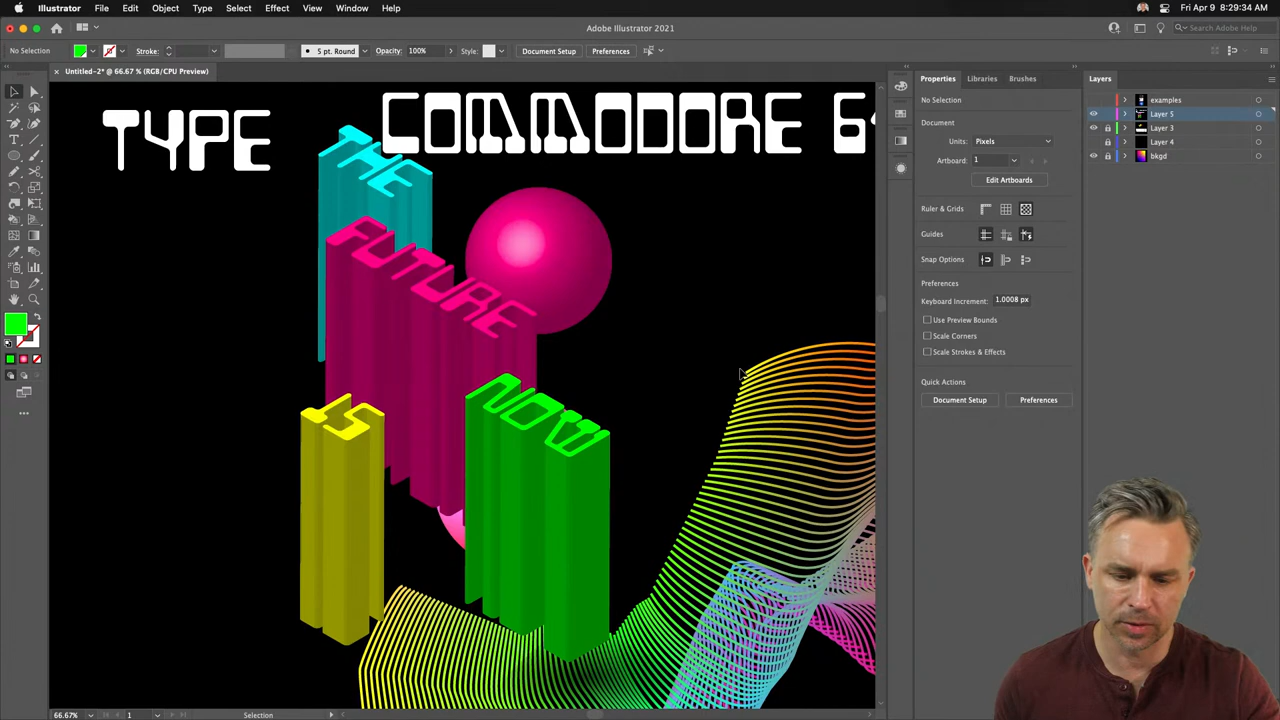 Illustrator File Edit Object Type Select Effect View Window Help
Fri Apr 9 8:29:34 AM
Adobe Illustrator 2021
Search Adobe Help
No Selection
Stroke:
5 pt. Round
Opacity: 100%
Style:
Document Setup
Preferences
Untitled-2* @ 66.67 % (RGB/CPU Preview)
TYPE
COMMODORE 64
THE
FUTURE
IS
NOW
Properties Libraries Brushes
No Selection
Document
Units: Pixels
Artboard: 1
Edit Artboards
Ruler & Grids
Guides
Snap Options
Preferences
Keyboard Increment: 1.0008 px
Use Preview Bounds
Scale Corners
Scale Strokes & Effects
Quick Actions
Document Setup
Preferences
Layers
examples
Layer 5
Layer 3
Layer 4
bkgd
66.67%
1
Selection